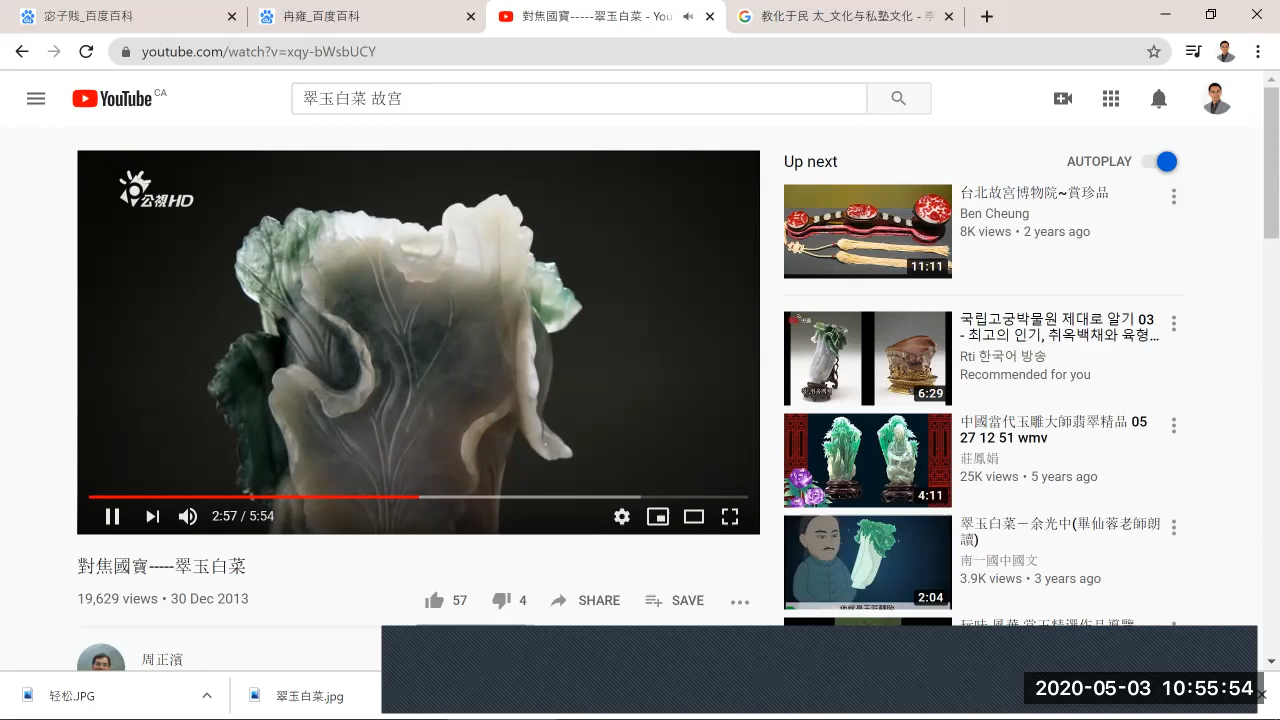 宓子贱_百度百科
冉雍_百度百科
對焦國寶-----翠玉白菜 - You
教化于民 太_文化与私塾文化 - 李
youtube.com/watch?v=xqy-bWsbUCY
YouTube CA
翠玉白菜 故宫
公視HD
2:57 / 5:54
對焦國寶-----翠玉白菜
19,629 views • 30 Dec 2013
57
4
SHARE
SAVE
周正濱
Up next
AUTOPLAY
台北故宮博物院~賞珍品
Ben Cheung
8K views • 2 years ago
11:11
국립고궁박물원 제대로 알기 03
- 최고의 인기, 취옥백채와 육형...
Rti 한국어 방송
Recommended for you
6:29
中國當代玉雕大師翡翠精品 05
27 12 51 wmv
莊鳳娟
25K views • 5 years ago
4:11
翠玉白菜－余光中(畢仙蓉老師朗
讀)
南一國中國文
3.9K views • 3 years ago
2:04
轻松.JPG
翠玉白菜.jpg
2020-05-03 10:55:54